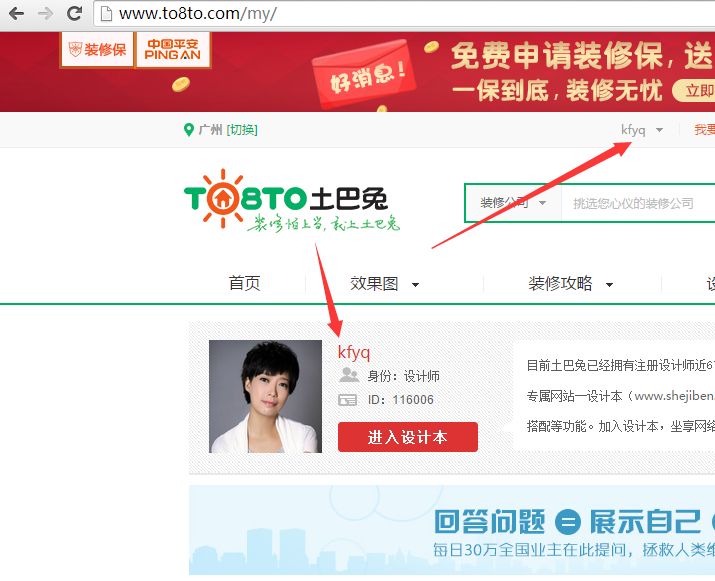 www.to8to.com/my/
装修保
中国平安
PING AN
好消息!
免费申请装修保, 送
一保到底, 装修无忧
立即
广州 [切换]
kfyq
我要
TO8TO 土巴兔
装修怕上当, 就上土巴兔
装修公司
挑选您心仪的装修公司
首页
效果图
装修攻略
kfyq
身份: 设计师
ID: 116006
进入设计本
目前土巴兔已经拥有注册设计师近6
专属网站一设计本 (www.shejiben.
搭配等功能。加入设计本, 坐享网络
回答问题 = 展示自己
每日30万全国业主在此提问, 拯救人类维